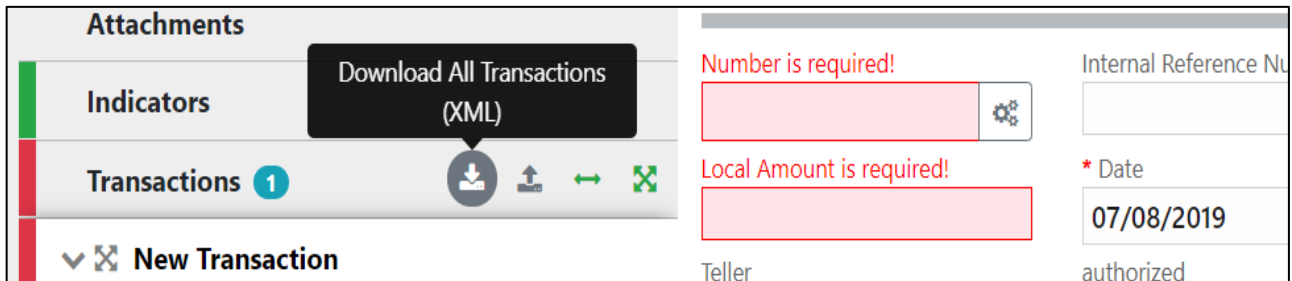 Attachments
Download All Transactions
(XML)
Indicators
Transactions 1
New Transaction
Number is required!
Internal Reference Nu
Local Amount is required!
* Date
07/08/2019
Teller
authorized